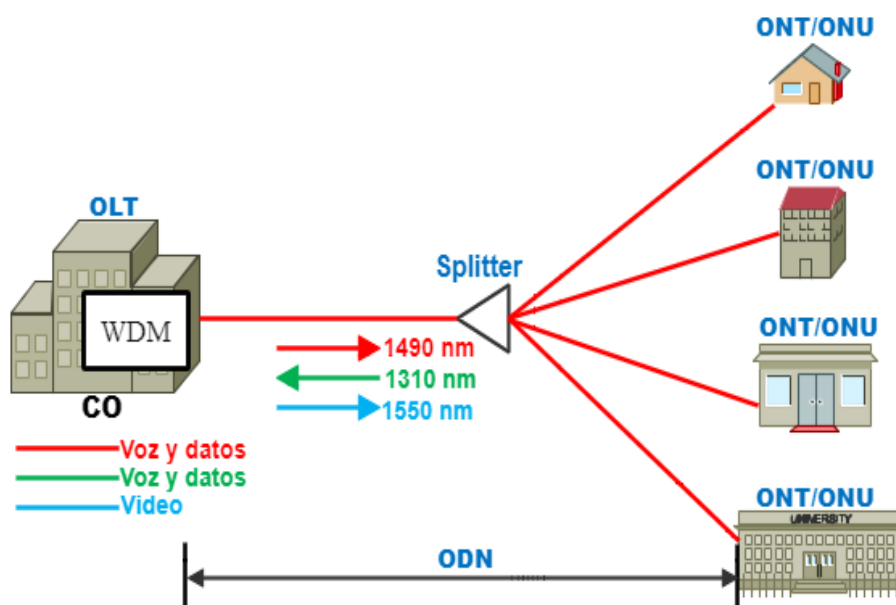 ONT/ONU
ONT/ONU
OLT
Splitter
WDM
1490 nm
ONT/ONU
1310 nm
1550 nm
CO
Voz y datos
Voz y datos
Video
ONT/ONU
UNIVERSITY
ODN